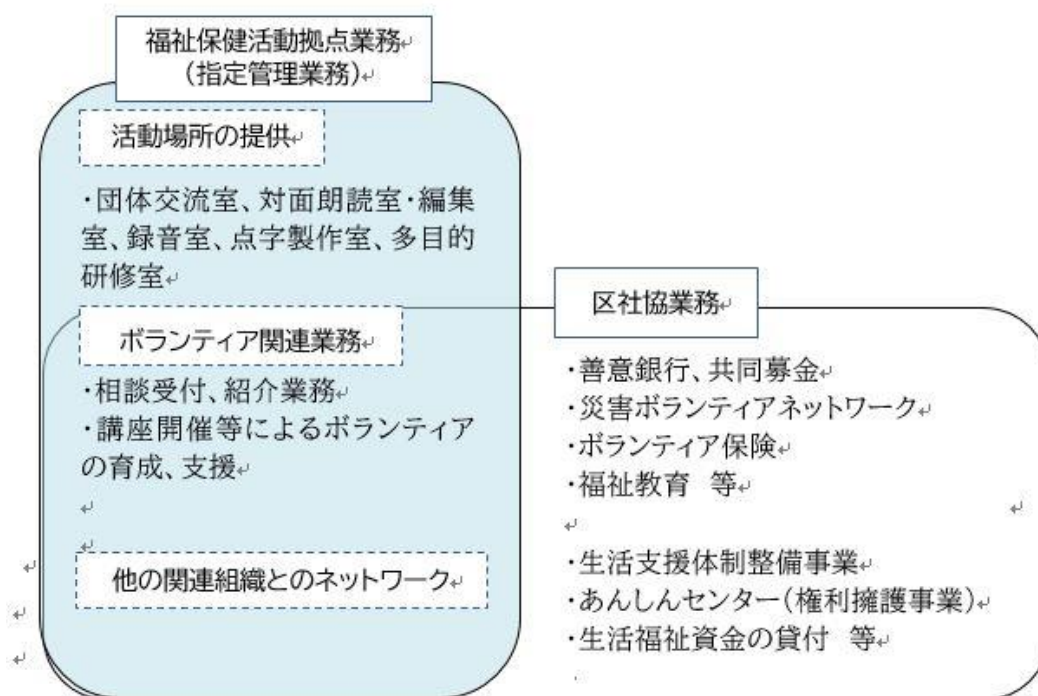 福祉保健活動拠点業務
（指定管理業務）
活動場所の提供
・団体交流室、対面朗読室・編集
室、録音室、点字製作室、多目的
研修室
ボランティア関連業務
・相談受付、紹介業務
・講座開催等によるボランティア
の育成、支援
他の関連組織とのネットワーク
区社協業務
・善意銀行、共同募金
・災害ボランティアネットワーク
・ボランティア保険
・福祉教育　等
・生活支援体制整備事業
・あんしんセンター（権利擁護事業）
・生活福祉資金の貸付　等